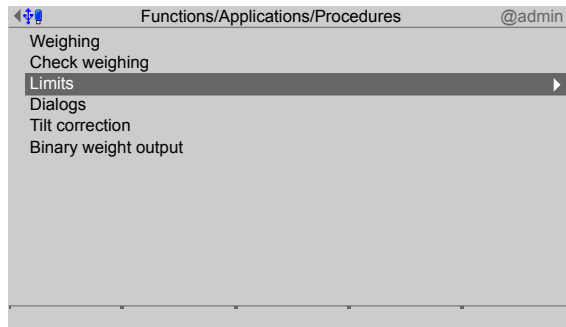 Functions/Applications/Procedures @admin
Weighing
Check weighing
Limits
Dialogs
Tilt correction
Binary weight output